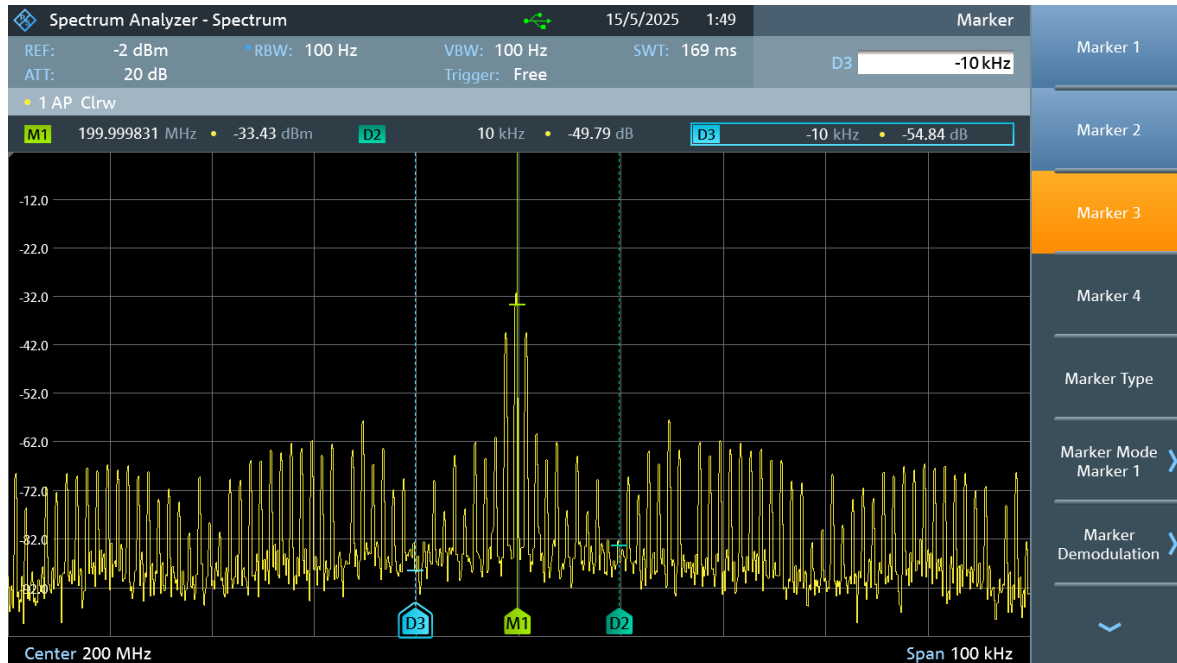 Spectrum Analyzer - Spectrum 15/5/2025 1:49 Marker
REF: -2 dBm RBW: 100 Hz VBW: 100 Hz SWT: 169 ms
ATT: 20 dB Trigger: Free
D3 -10 kHz
1 AP Clrw
M1 199.999831 MHz • -33.43 dBm D2 10 kHz • -49.79 dB D3 -10 kHz • -54.84 dB
-12.0
-22.0
-32.0
-42.0
-52.0
-62.0
-72.0
-82.0
-92.0
D3 M1 D2
Center 200 MHz Span 100 kHz
Marker 1
Marker 2
Marker 3
Marker 4
Marker Type
Marker Mode
Marker 1
Marker
Demodulation